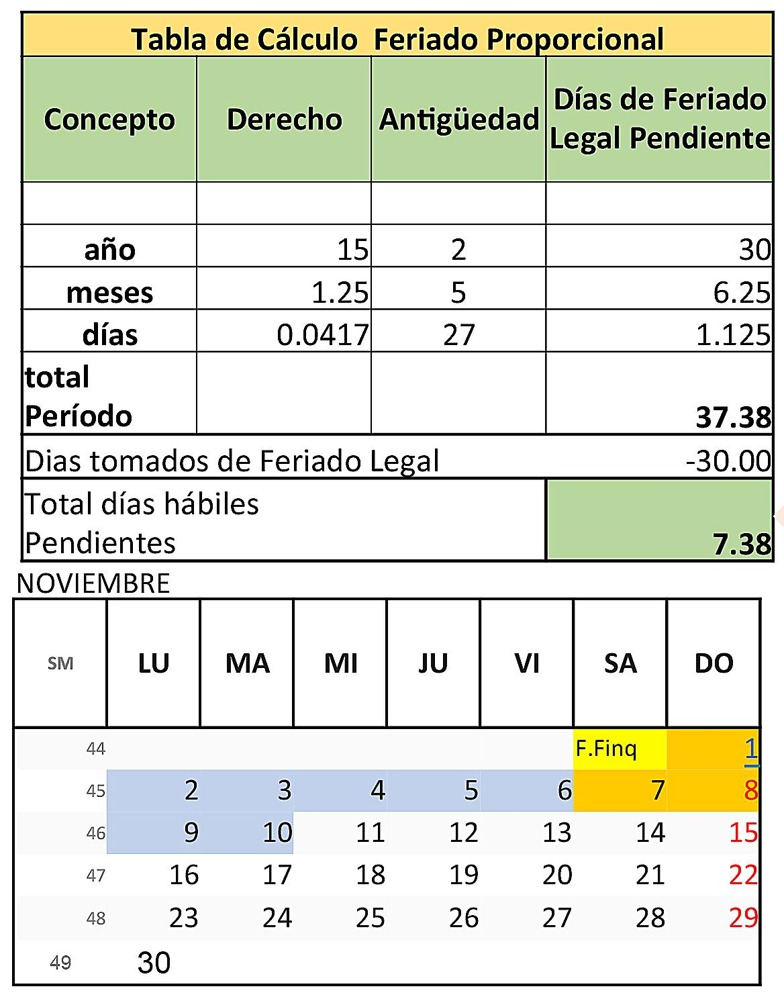 Tabla de Cálculo Feriado Proporcional
Concepto Derecho Antigüedad Días de Feriado Legal Pendiente
año 15 2 30
meses 1.25 5 6.25
días 0.0417 27 1.125
total
Período 37.38
Dias tomados de Feriado Legal -30.00
Total días hábiles
Pendientes 7.38
NOVIEMBRE
SM LU MA MI JU VI SA DO
44 F.Finq 1
45 2 3 4 5 6 7 8
46 9 10 11 12 13 14 15
47 16 17 18 19 20 21 22
48 23 24 25 26 27 28 29
49 30